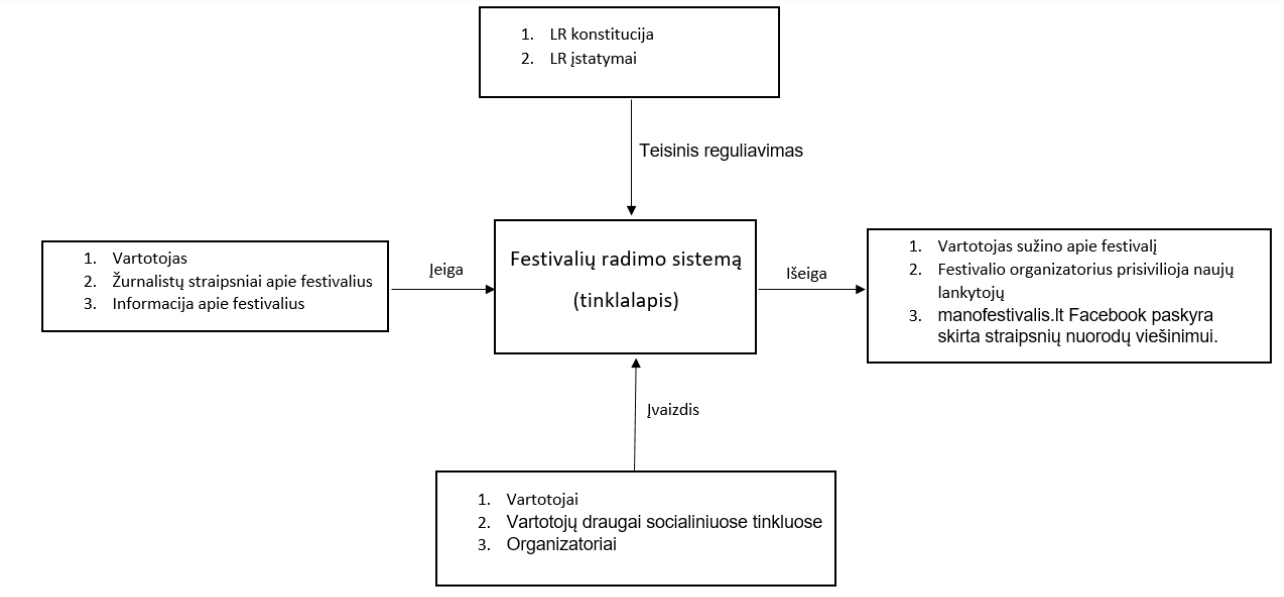 1. LR konstitucija
2. LR įstatymai
Teisinis reguliavimas
1. Vartotojas
2. Žurnalistų straipsniai apie festivalius
3. Informacija apie festivalius
Įeiga
Festivalių radimo sistemą
(tinklalapis)
Išeiga
1. Vartotojas sužino apie festivalį
2. Festivalio organizatorius prisivilioja naujų
lankytojų
3. manofestivalis.lt Facebook paskyra
skirta straipsnių nuorodų viešinimui.
Įvaizdis
1. Vartotojai
2. Vartotojų draugai socialiniuose tinkluose
3. Organizatoriai